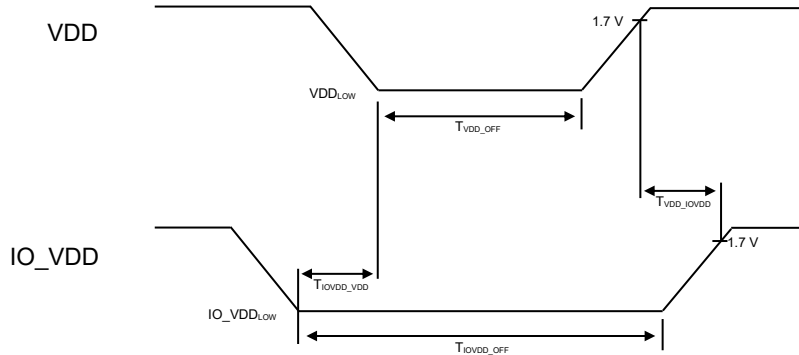 VDD
1.7 V
VDDLOW
TVDD_OFF
TVDD_IOVDD
IO_VDD
1.7 V
TIOVDD_VDD
IO_VDDLOW
TIOVDD_OFF